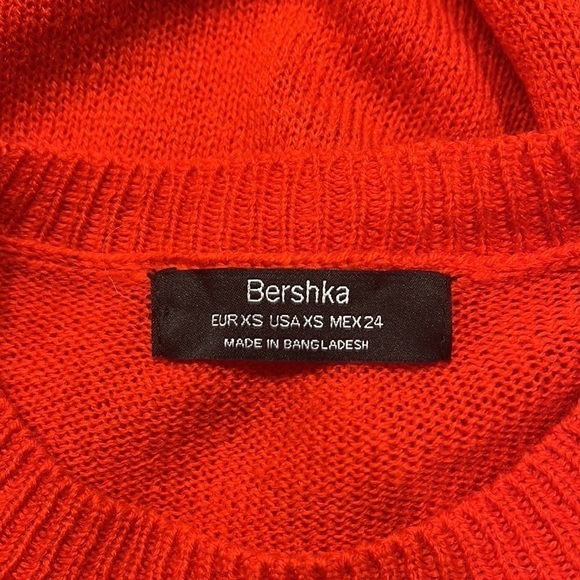 Bershka
EUR XS USA XS MEX 24
MADE IN BANGLADESH